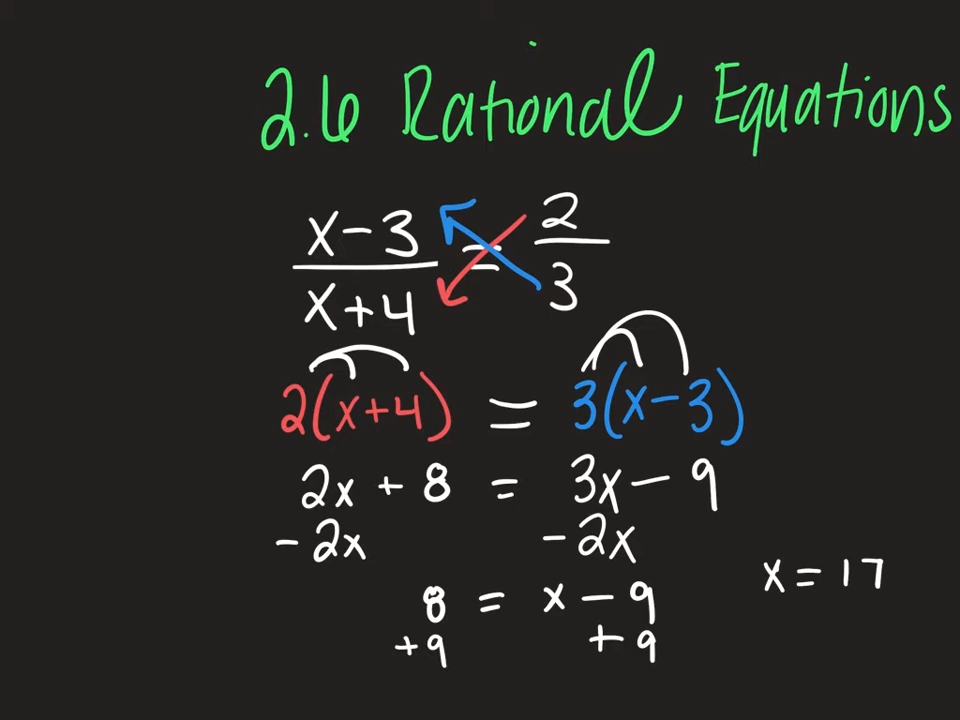 2.6 Rational Equations
x-3 / x+4 = 2 / 3
2(x+4) = 3(x-3)
2x + 8 = 3x - 9
-2x -2x
8 = x - 9
+9 +9
x = 17